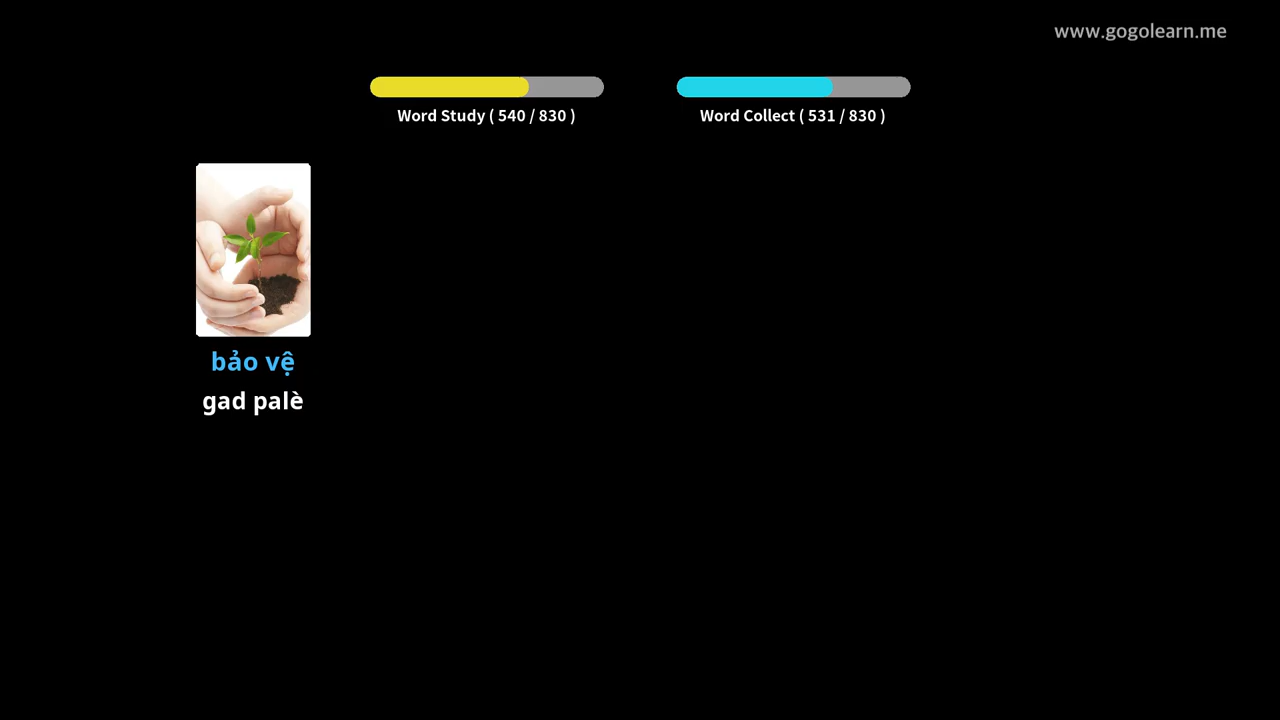 www.gogolearn.me
Word Study ( 540 / 830 )
Word Collect ( 531 / 830 )
bảo vệ
gad palè